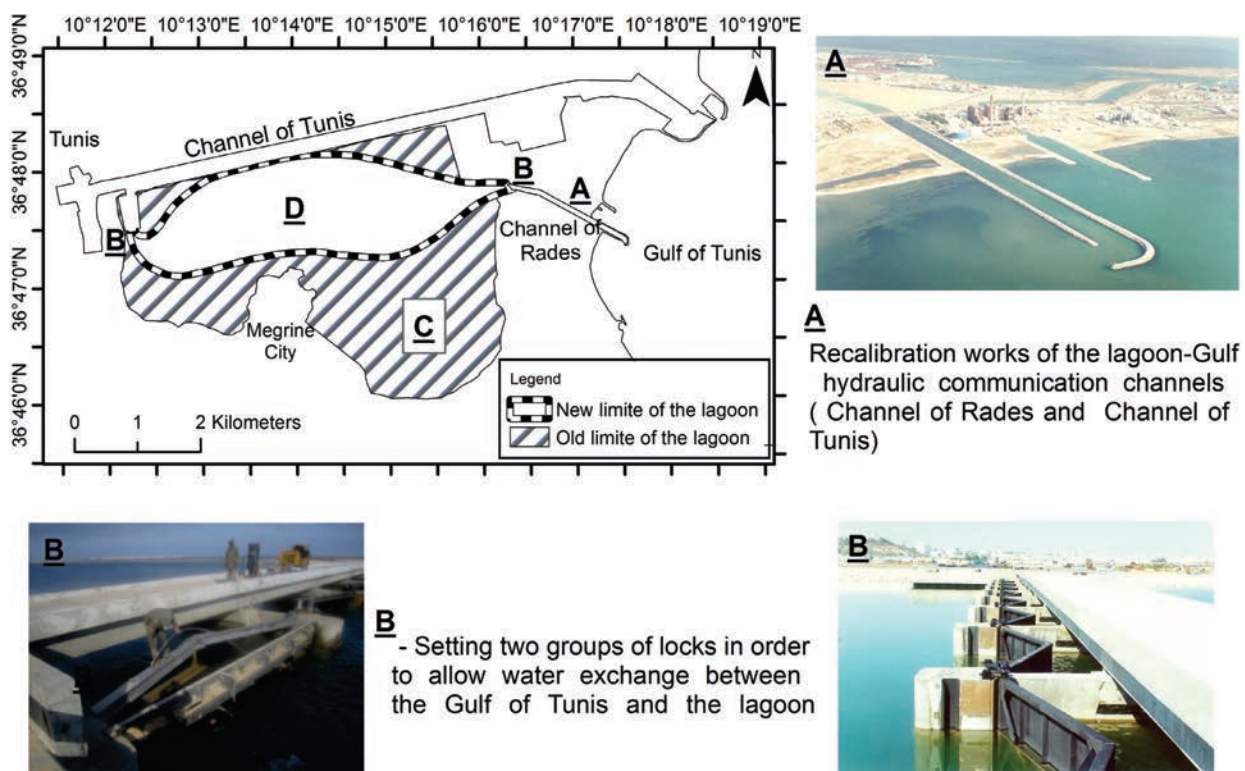 10°12'0"E 10°13'0"E 10°14'0"E 10°15'0"E 10°16'0"E 10°17'0"E 10°18'0"E 10°19'0"E
36°49'0"N
36°48'0"N
36°47'0"N
36°46'0"N
N
Tunis
Channel of Tunis
B
A
D
B
Channel of
Rades
Gulf of Tunis
Megrine
City
C
Legend
New limite of the lagoon
Old limite of the lagoon
0 1 2 Kilometers
A
A
Recalibration works of the lagoon-Gulf
hydraulic communication channels
( Channel of Rades and Channel of
Tunis)
B
B
- Setting two groups of locks in order
to allow water exchange between
the Gulf of Tunis and the lagoon
B